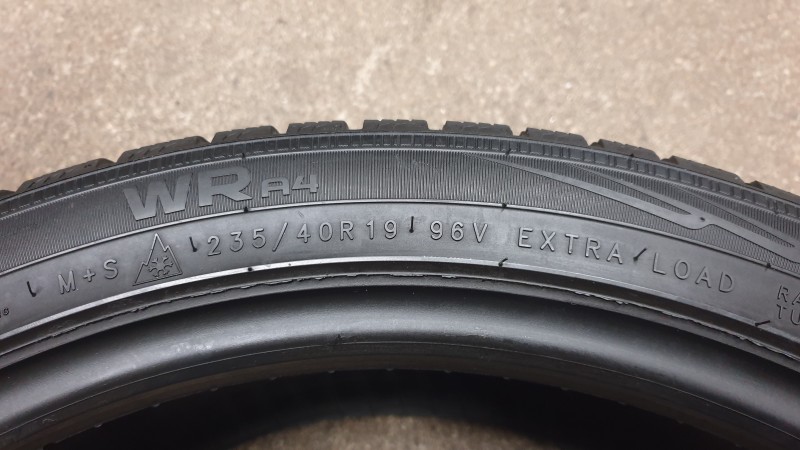 WR A4
M+S 235/40R19 96V EXTRA LOAD